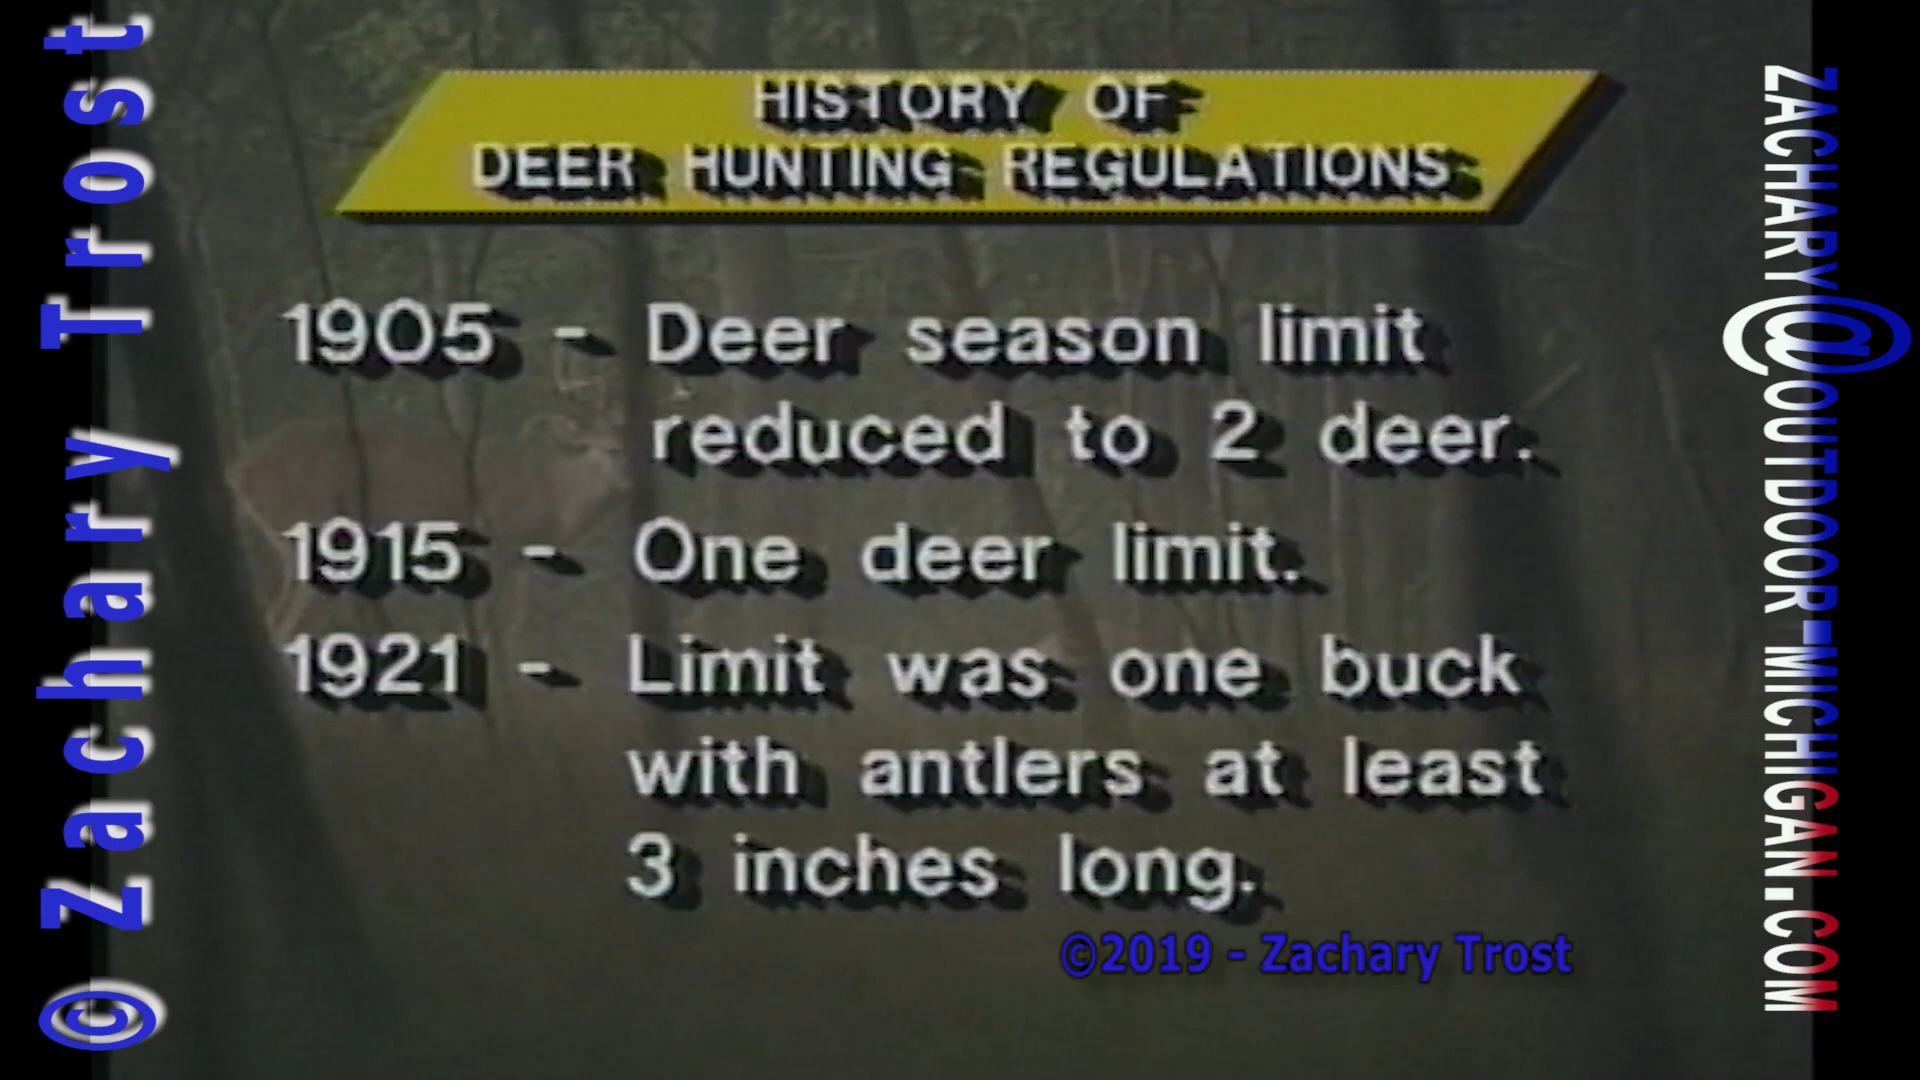 HISTORY OF
DEER HUNTING REGULATIONS
1905 - Deer season limit
reduced to 2 deer.
1915 - One deer limit.
1921 - Limit was one buck
with antlers at least
3 inches long.
©2019 - Zachary Trost
© Zachary Trost
ZACHARY@OUTDOOR-MICHIGAN.COM